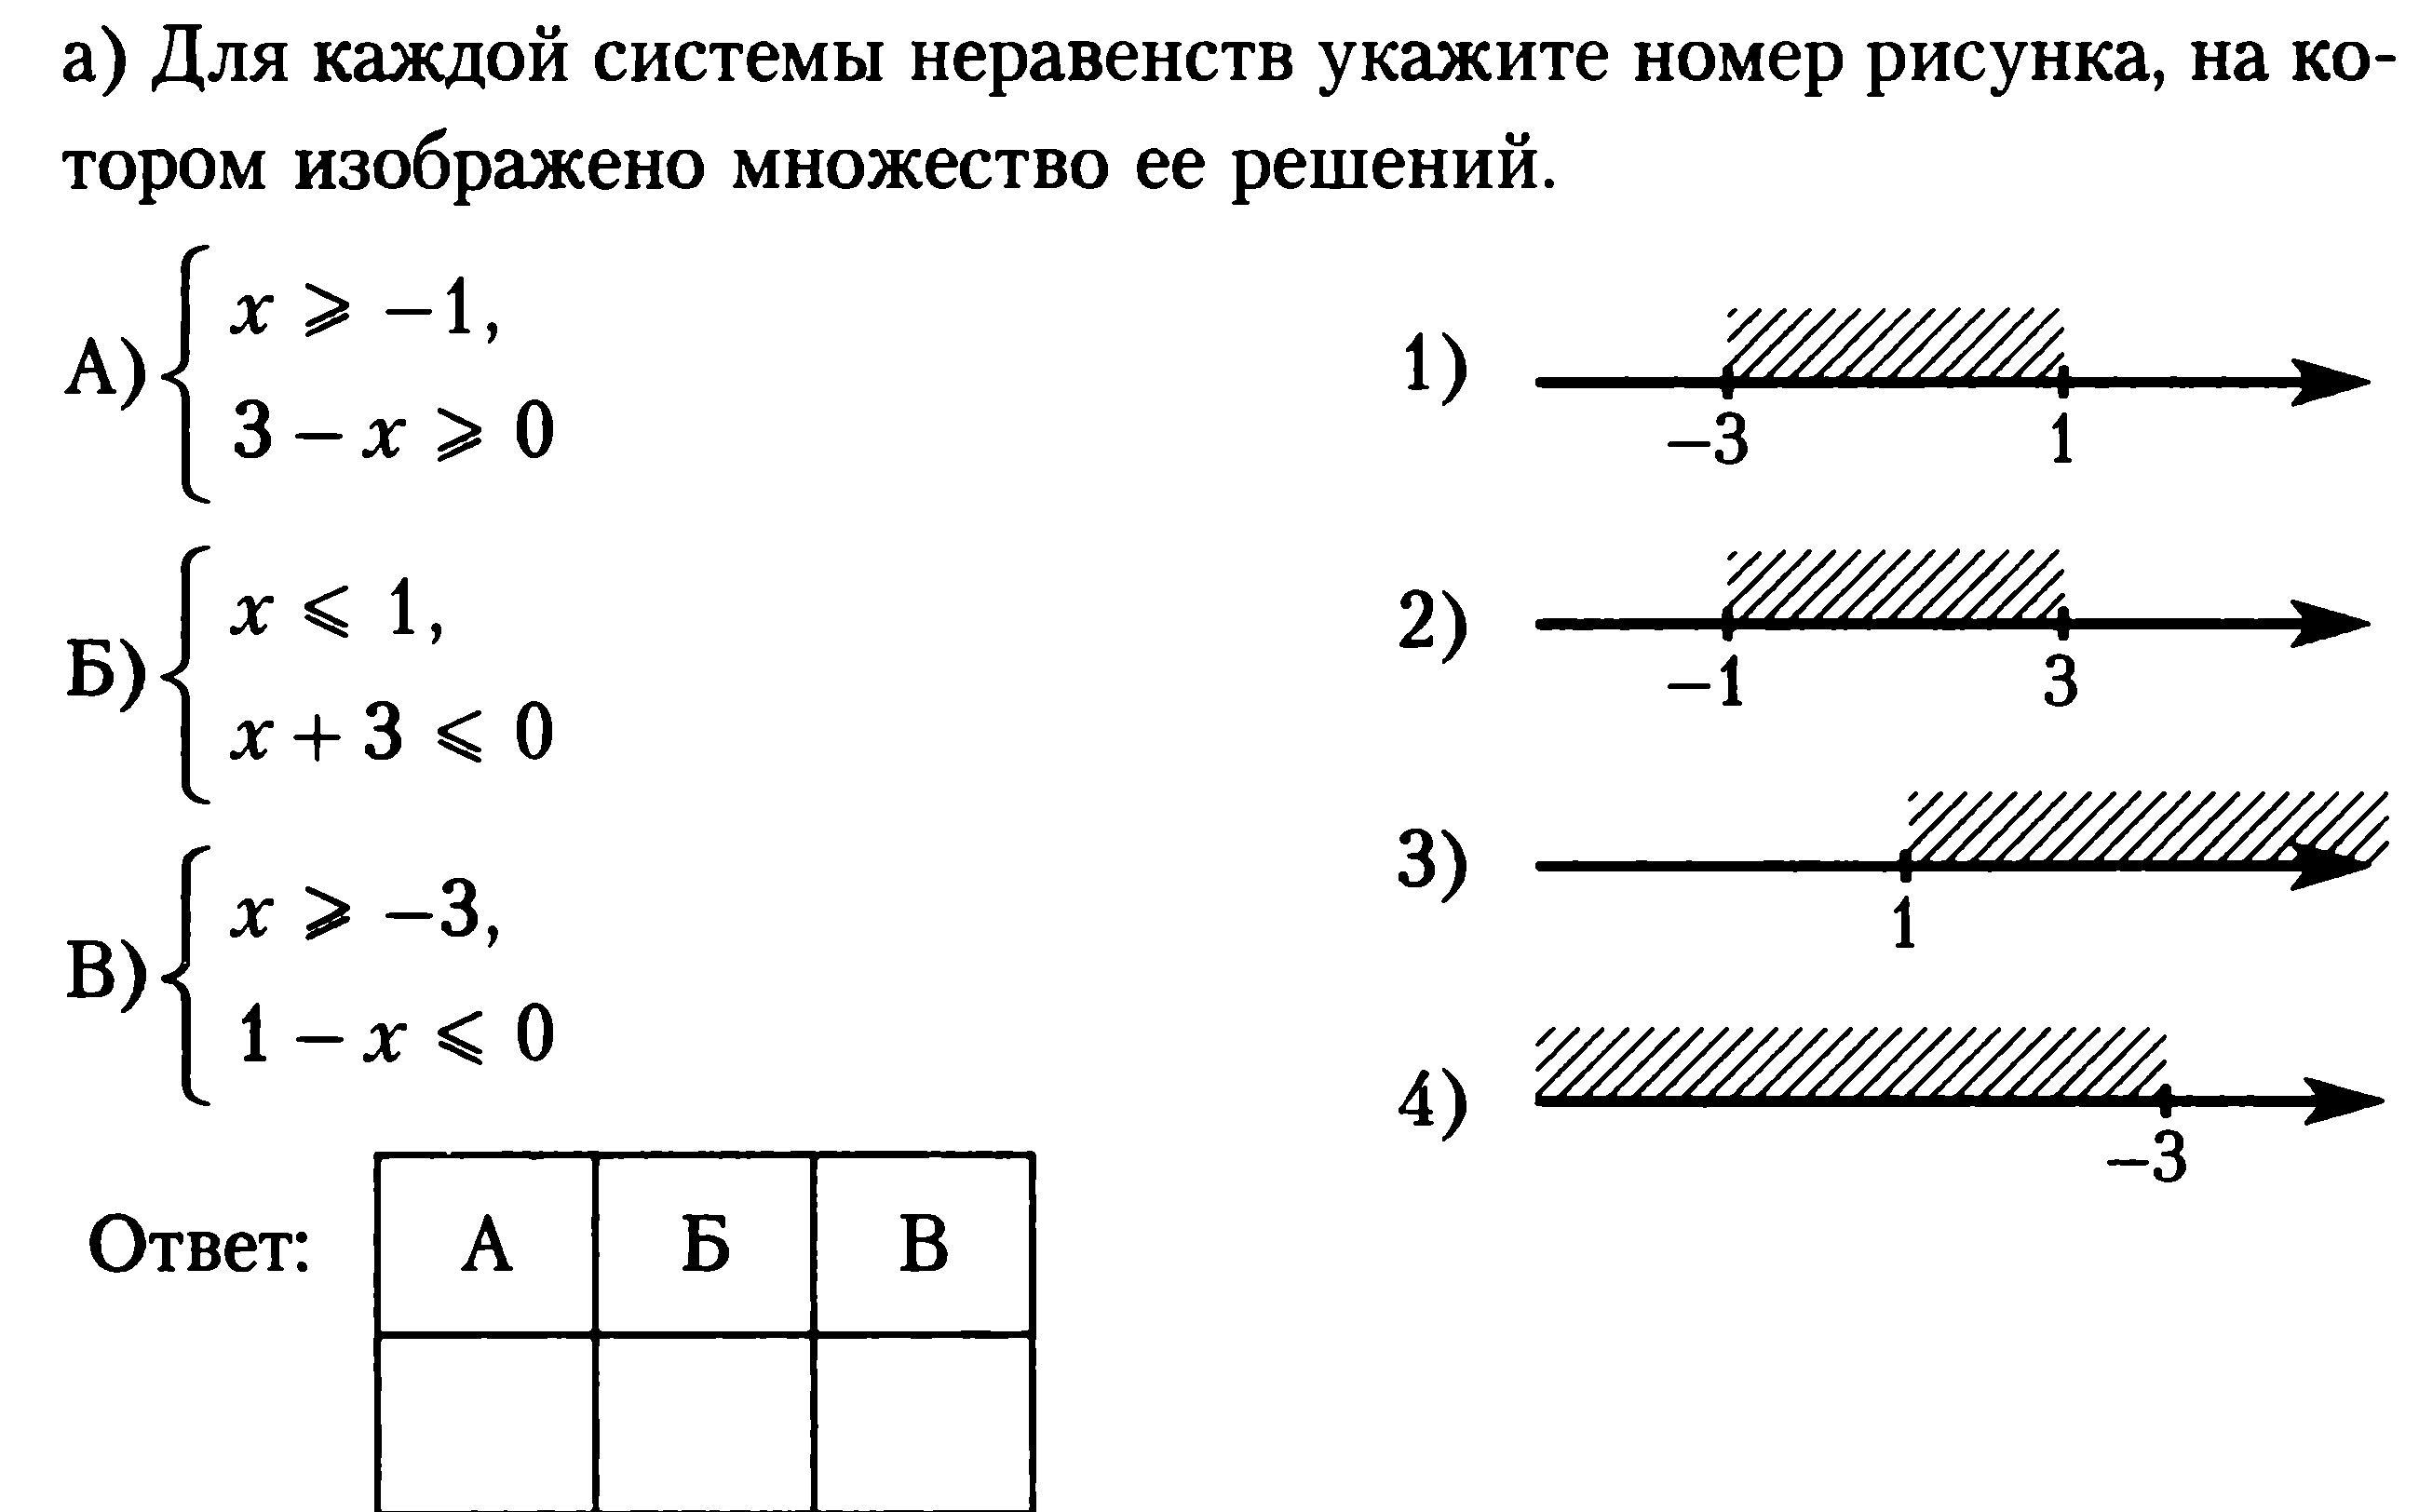 а) Для каждой системы неравенств укажите номер рисунка, на ко-
тором изображено множество ее решений.
А) { x ⩾ −1,
3 − x ⩾ 0
1)
−3 1
Б) { x ⩽ 1,
x + 3 ⩽ 0
2)
−1 3
В) { x ⩾ −3,
1 − x ⩽ 0
3)
1
4)
−3
Ответ: А Б В